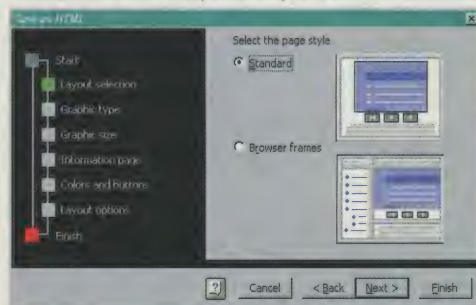 Save as HTML
Start
Layout selection
Graphic type
Graphic size
Information page
Colors and buttons
Layout options
Finish
Select the page style
Standard
Browser frames
?
Cancel
< Back
Next >
Finish